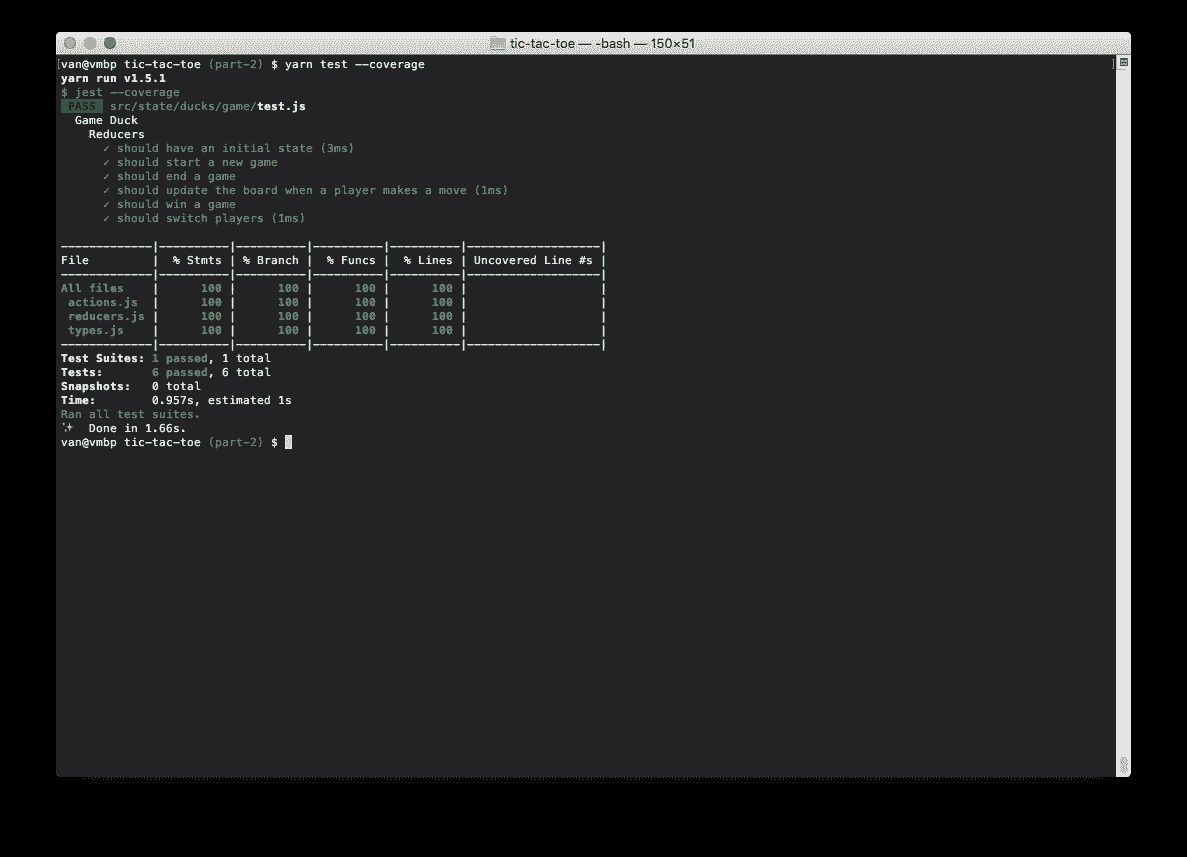 tic-tac-toe — -bash — 150×51
[van@vmbp tic-tac-toe (part-2) $ yarn test --coverage ]
yarn run v1.5.1
$ jest --coverage
PASS src/state/ducks/game/test.js
Game Duck
Reducers
✓ should have an initial state (3ms)
✓ should start a new game
✓ should end a game
✓ should update the board when a player makes a move (1ms)
✓ should win a game
✓ should switch players (1ms)
-------------|----------|----------|----------|----------|-------------------|
File | % Stmts | % Branch | % Funcs | % Lines | Uncovered Line #s |
-------------|----------|----------|----------|----------|-------------------|
All files | 100 | 100 | 100 | 100 | |
actions.js | 100 | 100 | 100 | 100 | |
reducers.js | 100 | 100 | 100 | 100 | |
types.js | 100 | 100 | 100 | 100 | |
-------------|----------|----------|----------|----------|-------------------|
Test Suites: 1 passed, 1 total
Tests: 6 passed, 6 total
Snapshots: 0 total
Time: 0.957s, estimated 1s
Ran all test suites.
✨ Done in 1.66s.
van@vmbp tic-tac-toe (part-2) $